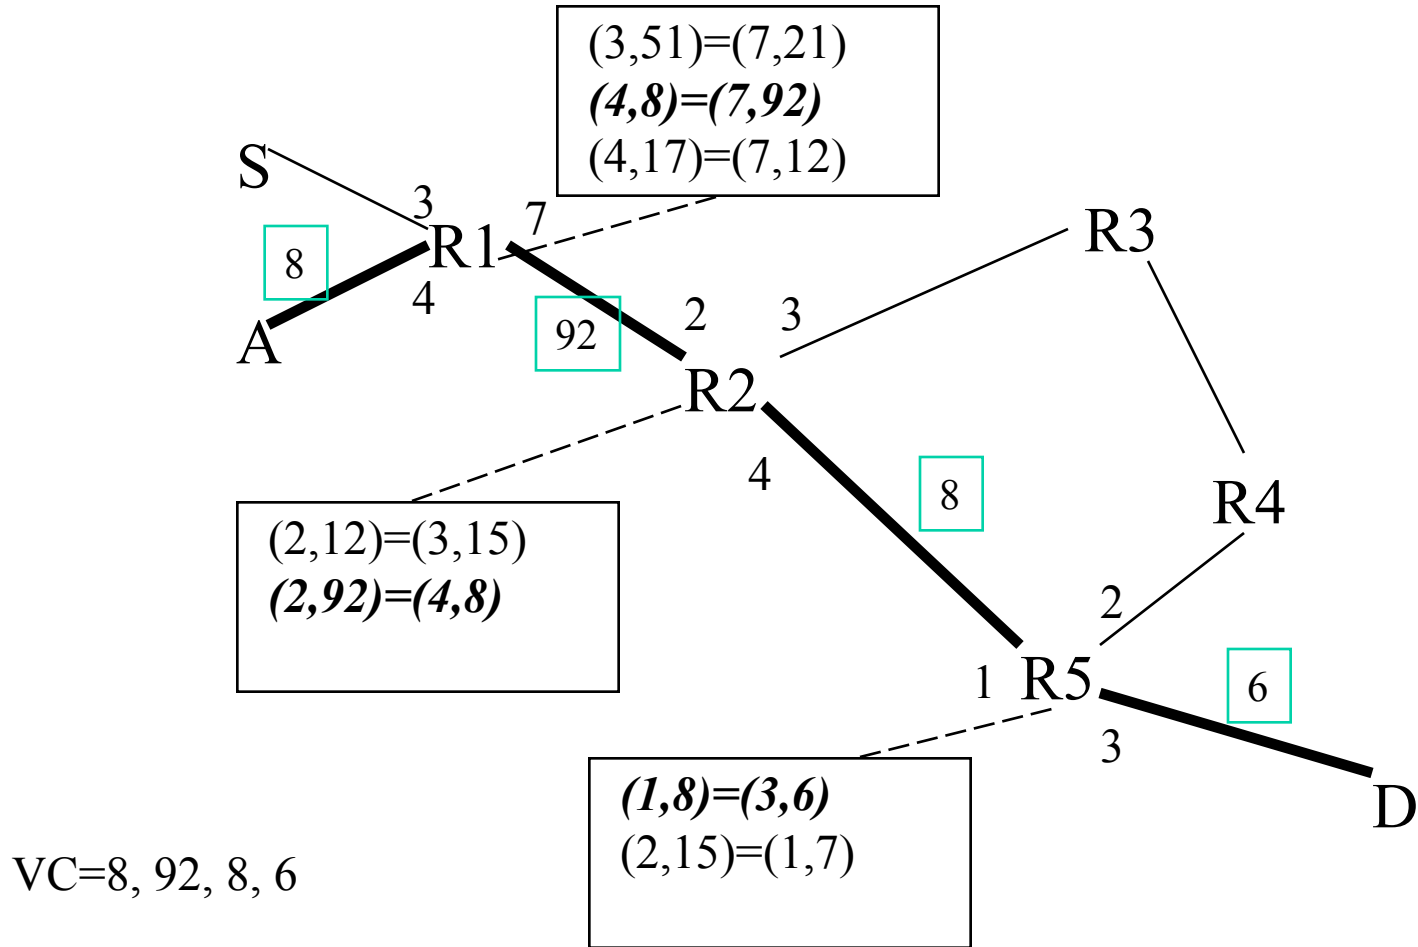 (3,51)=(7,21)
(4,8)=(7,92)
(4,17)=(7,12)
S
3
7
R1
R3
8
4
A
92
2
3
R2
4
8
R4
(2,12)=(3,15)
(2,92)=(4,8)
2
1
R5
6
3
(1,8)=(3,6)
D
(2,15)=(1,7)
VC=8, 92, 8, 6